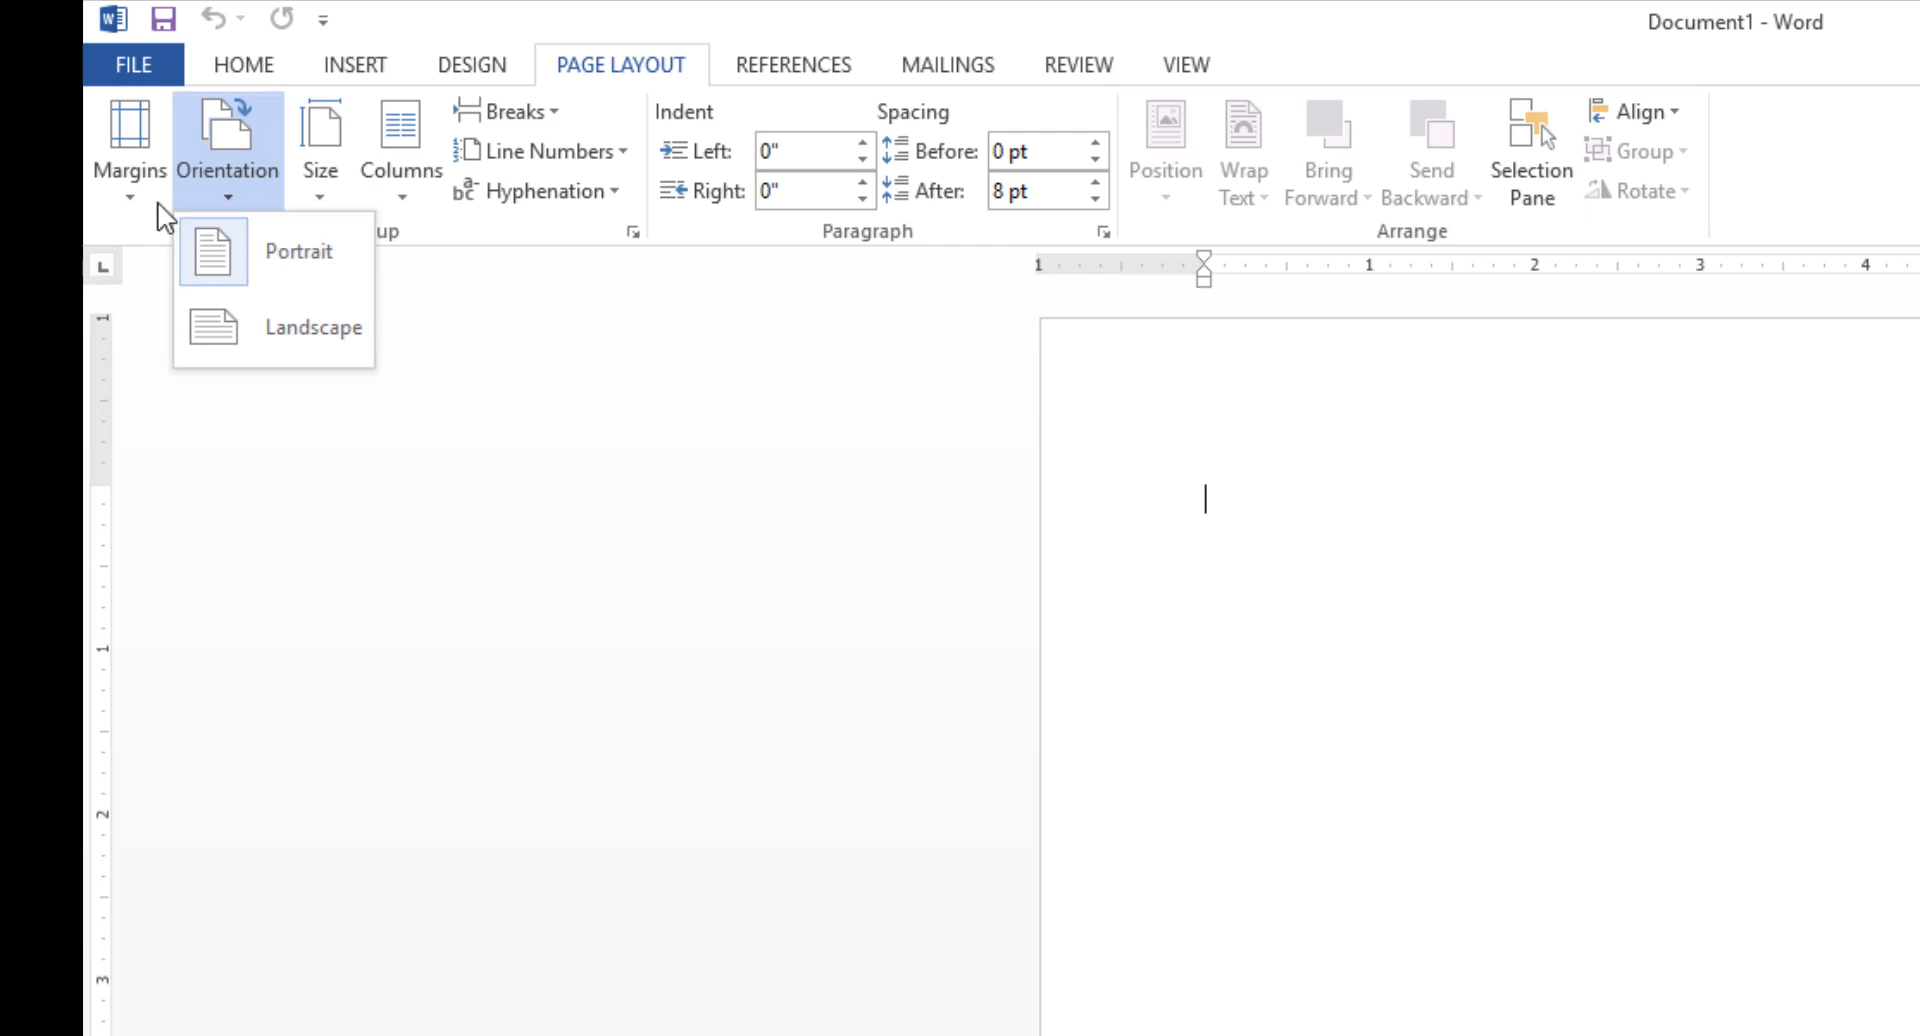 Document1 - Word
FILE HOME INSERT DESIGN PAGE LAYOUT REFERENCES MAILINGS REVIEW VIEW
Margins Orientation Size Columns
Breaks
Line Numbers
Hyphenation
Indent
Left: 0"
Right: 0"
Spacing
Before: 0 pt
After: 8 pt
Position
Wrap
Text
Bring
Forward
Send
Backward
Selection
Pane
Align
Group
Rotate
up Paragraph Arrange
Portrait
Landscape
L
1 1 2 3 4
1
1
2
3